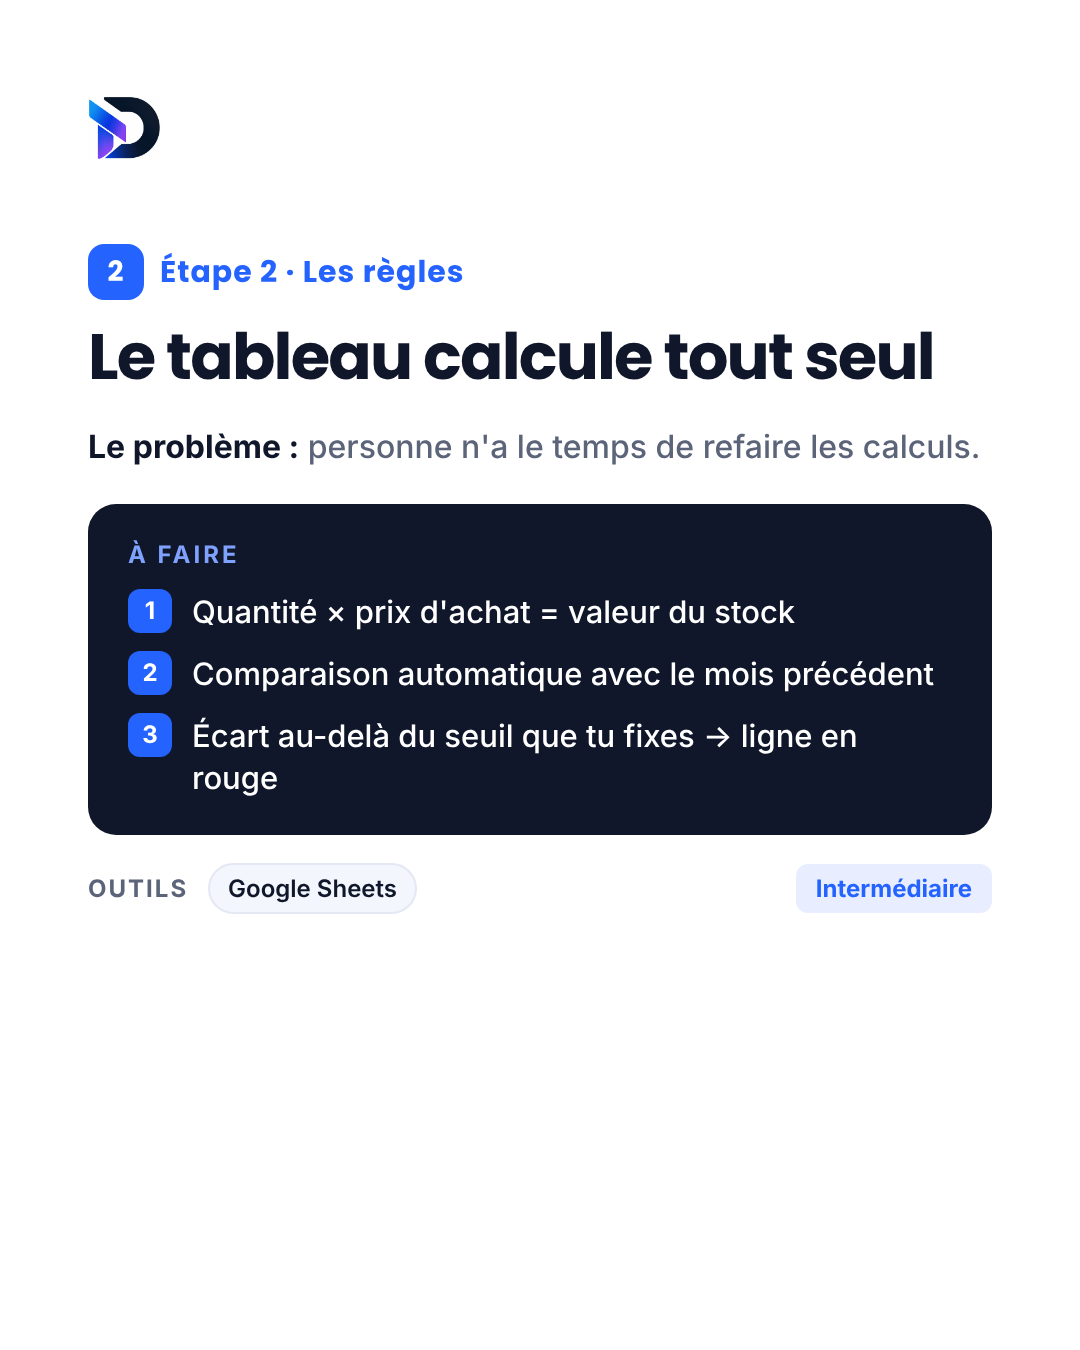 2 Étape 2 · Les règles
Le tableau calcule tout seul
Le problème : personne n'a le temps de refaire les calculs.
À FAIRE
1 Quantité × prix d'achat = valeur du stock
2 Comparaison automatique avec le mois précédent
3 Écart au-delà du seuil que tu fixes → ligne en
rouge
OUTILS Google Sheets Intermédiaire